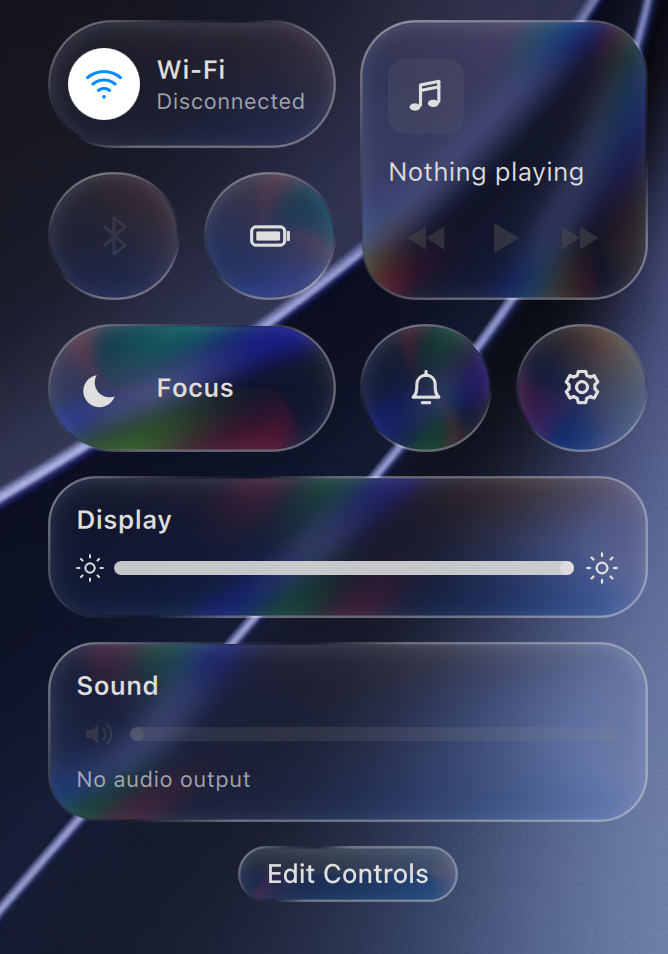 Wi-Fi
Disconnected
Nothing playing
Focus
Display
Sound
No audio output
Edit Controls